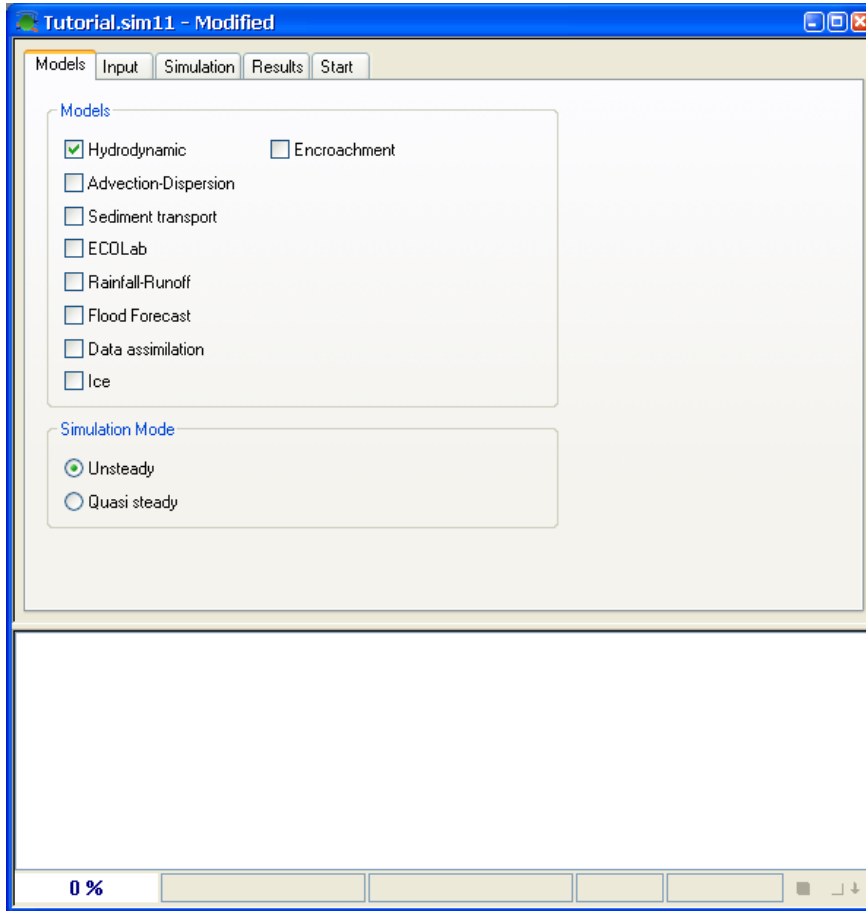 Tutorial.sim11 - Modified
Models Input Simulation Results Start
Models
Hydrodynamic Encroachment
Advection-Dispersion
Sediment transport
ECOLab
Rainfall-Runoff
Flood Forecast
Data assimilation
Ice
Simulation Mode
Unsteady
Quasi steady
0 %